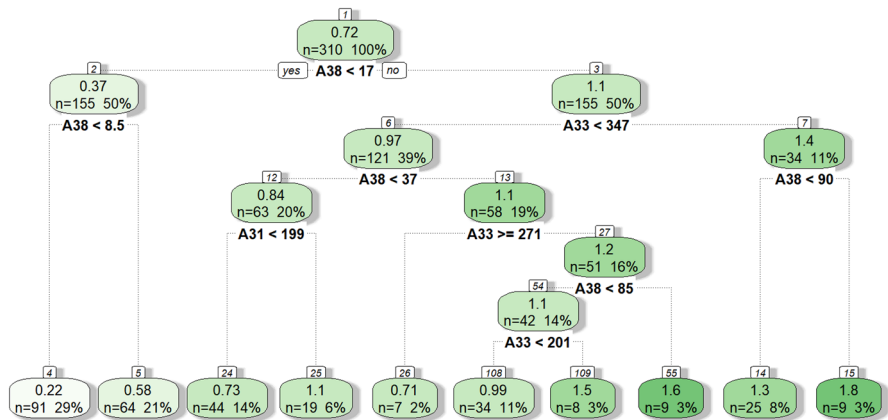 1
0.72
n=310 100%
yes A38 < 17 no
2
0.37
n=155 50%
A38 < 8.5
3
1.1
n=155 50%
A33 < 347
6
0.97
n=121 39%
A38 < 37
7
1.4
n=34 11%
A38 < 90
12
0.84
n=63 20%
A31 < 199
13
1.1
n=58 19%
A33 >= 271
27
1.2
n=51 16%
A38 < 85
54
1.1
n=42 14%
A33 < 201
4
0.22
n=91 29%
5
0.58
n=64 21%
24
0.73
n=44 14%
25
1.1
n=19 6%
26
0.71
n=7 2%
108
0.99
n=34 11%
109
1.5
n=8 3%
55
1.6
n=9 3%
14
1.3
n=25 8%
15
1.8
n=9 3%